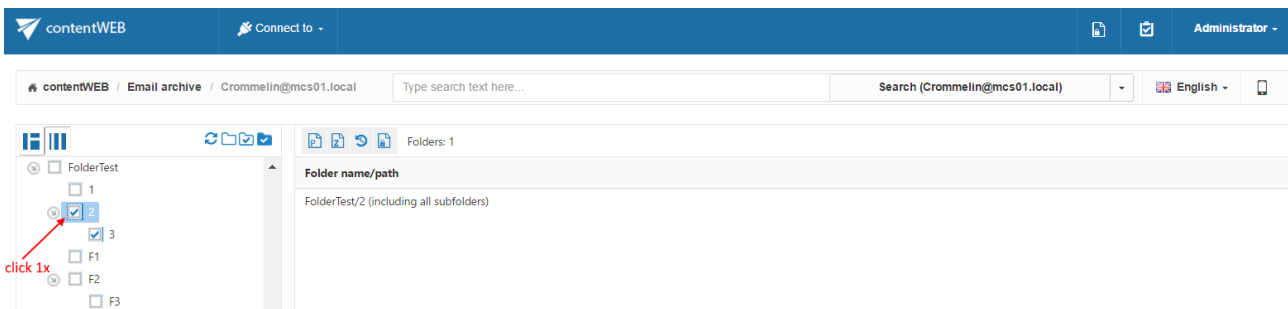 contentWEB Connect to Administrator
contentWEB / Email archive / Crommelin@mcs01.local Type search text here... Search (Crommelin@mcs01.local) English
Folders: 1
FolderTest
Folder name/path
1
FolderTest/2 (including all subfolders)
2
3
F1
click 1x
F2
F3